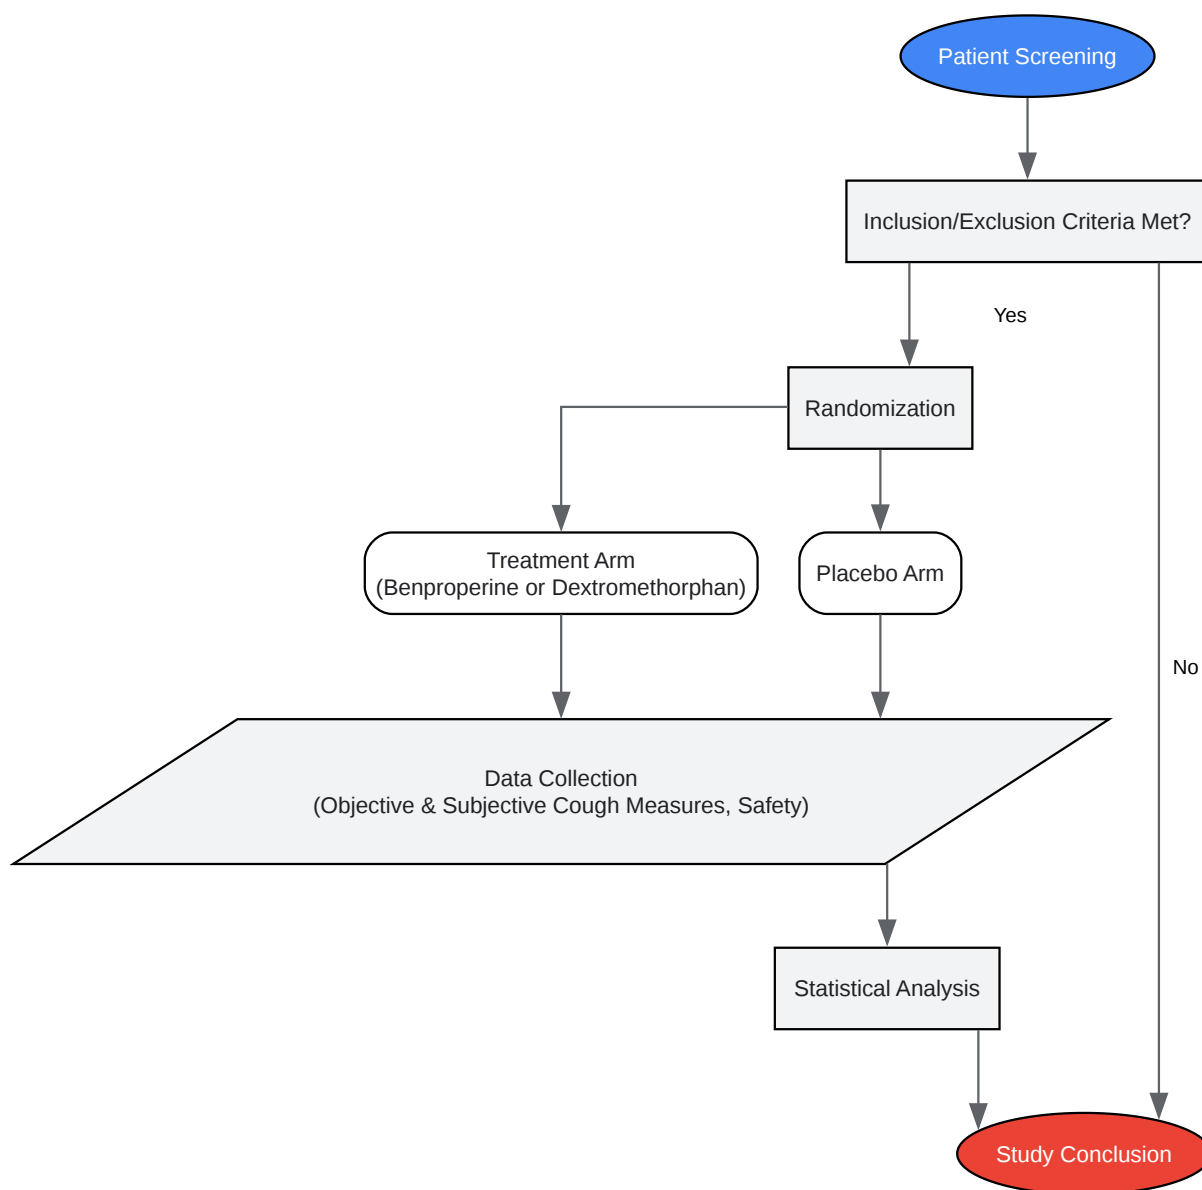 Patient Screening
Inclusion/Exclusion Criteria Met?
Yes
Randomization
Treatment Arm
(Benproperine or Dextromethorphan)
Placebo Arm
No
Data Collection
(Objective & Subjective Cough Measures, Safety)
Statistical Analysis
Study Conclusion